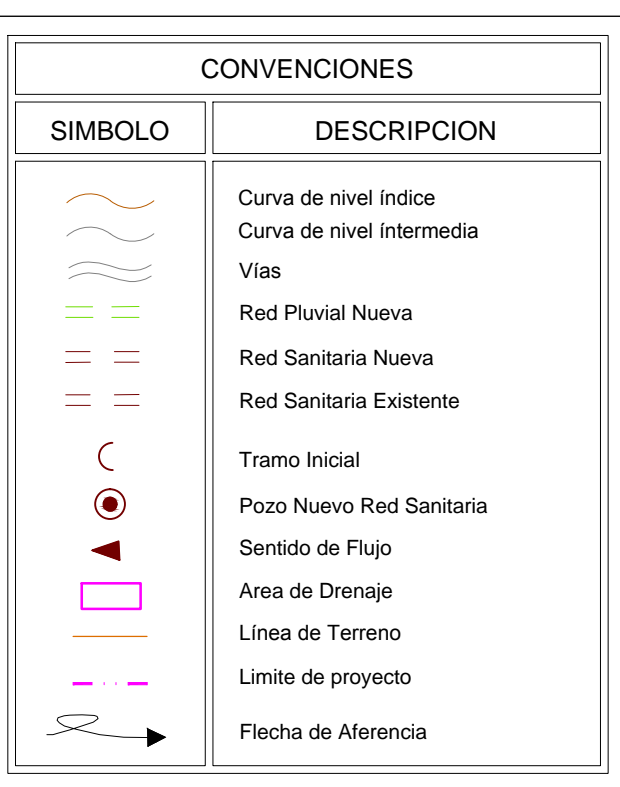 CONVENCIONES
SIMBOLO DESCRIPCION
Curva de nivel índice
Curva de nivel íntermedia
Vías
Red Pluvial Nueva
Red Sanitaria Nueva
Red Sanitaria Existente
Tramo Inicial
Pozo Nuevo Red Sanitaria
Sentido de Flujo
Area de Drenaje
Línea de Terreno
Limite de proyecto
Flecha de Aferencia